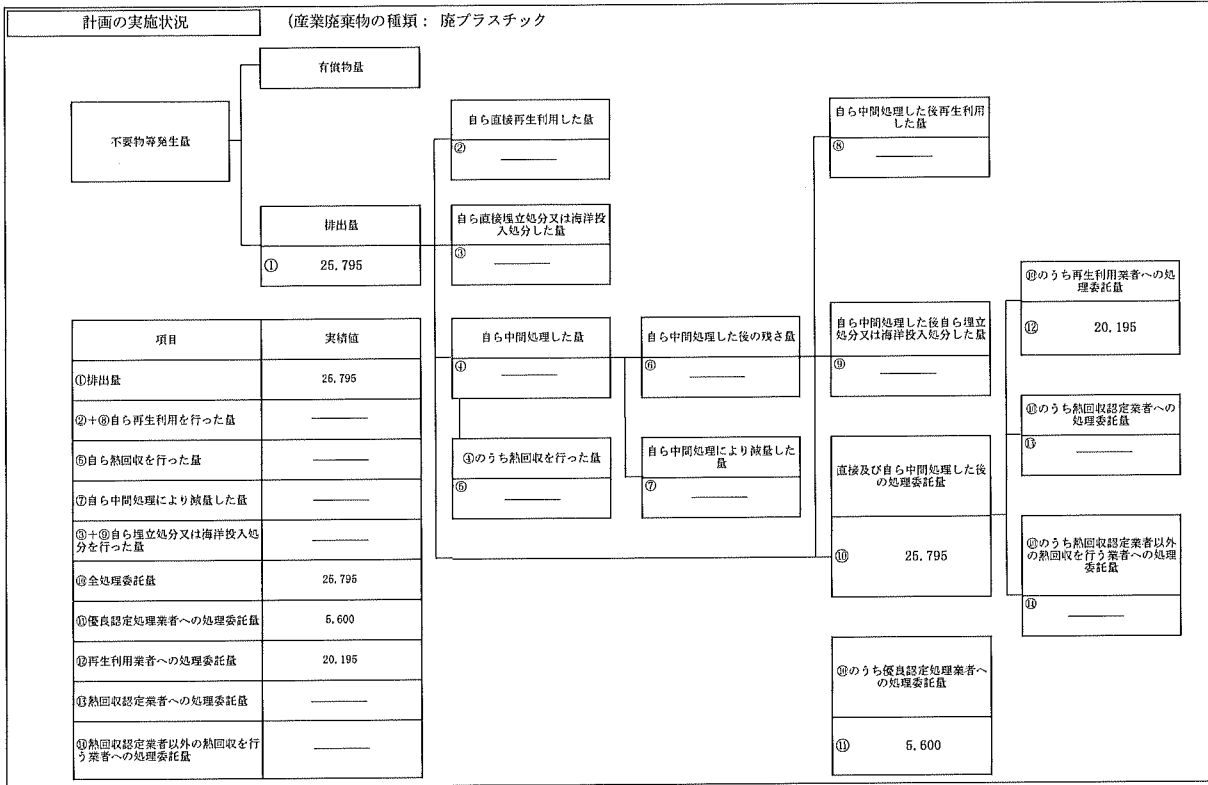 計画の実施状況
(産業廃棄物の種類： 廃プラスチック
有償物量
不要物等発生量
排出量
① 25.795
自ら直接再生利用した量
②
自ら直接埋立処分又は海洋投
入処分した量
③
自ら中間処理した量
④
④のうち熱回収を行った量
⑤
自ら中間処理した後の残さ量
⑥
自ら中間処理により減量した
量
⑦
自ら中間処理した後再生利用
した量
⑧
自ら中間処理した後自ら埋立
処分又は海洋投入処分した量
⑨
直接及び自ら中間処理した後
の処理委託量
⑩ 25.795
⑩のうち優良認定処理業者へ
の処理委託量
⑪ 5.600
⑩のうち再生利用業者への処
理委託量
⑫ 20.195
⑩のうち熱回収認定業者への
処理委託量
⑬
⑩のうち熱回収認定業者以外
の熱回収を行う業者への処理
委託量
⑭
項目 実績値
①排出量 25.795
②+⑧自ら再生利用を行った量
⑤自ら熱回収を行った量
⑦自ら中間処理により減量した量
③+⑨自ら埋立処分又は海洋投入処
分を行った量
⑩全処理委託量 25.795
⑪優良認定処理業者への処理委託量 5.600
⑫再生利用業者への処理委託量 20.195
⑬熱回収認定業者への処理委託量
⑭熱回収認定業者以外の熱回収を行
う業者への処理委託量